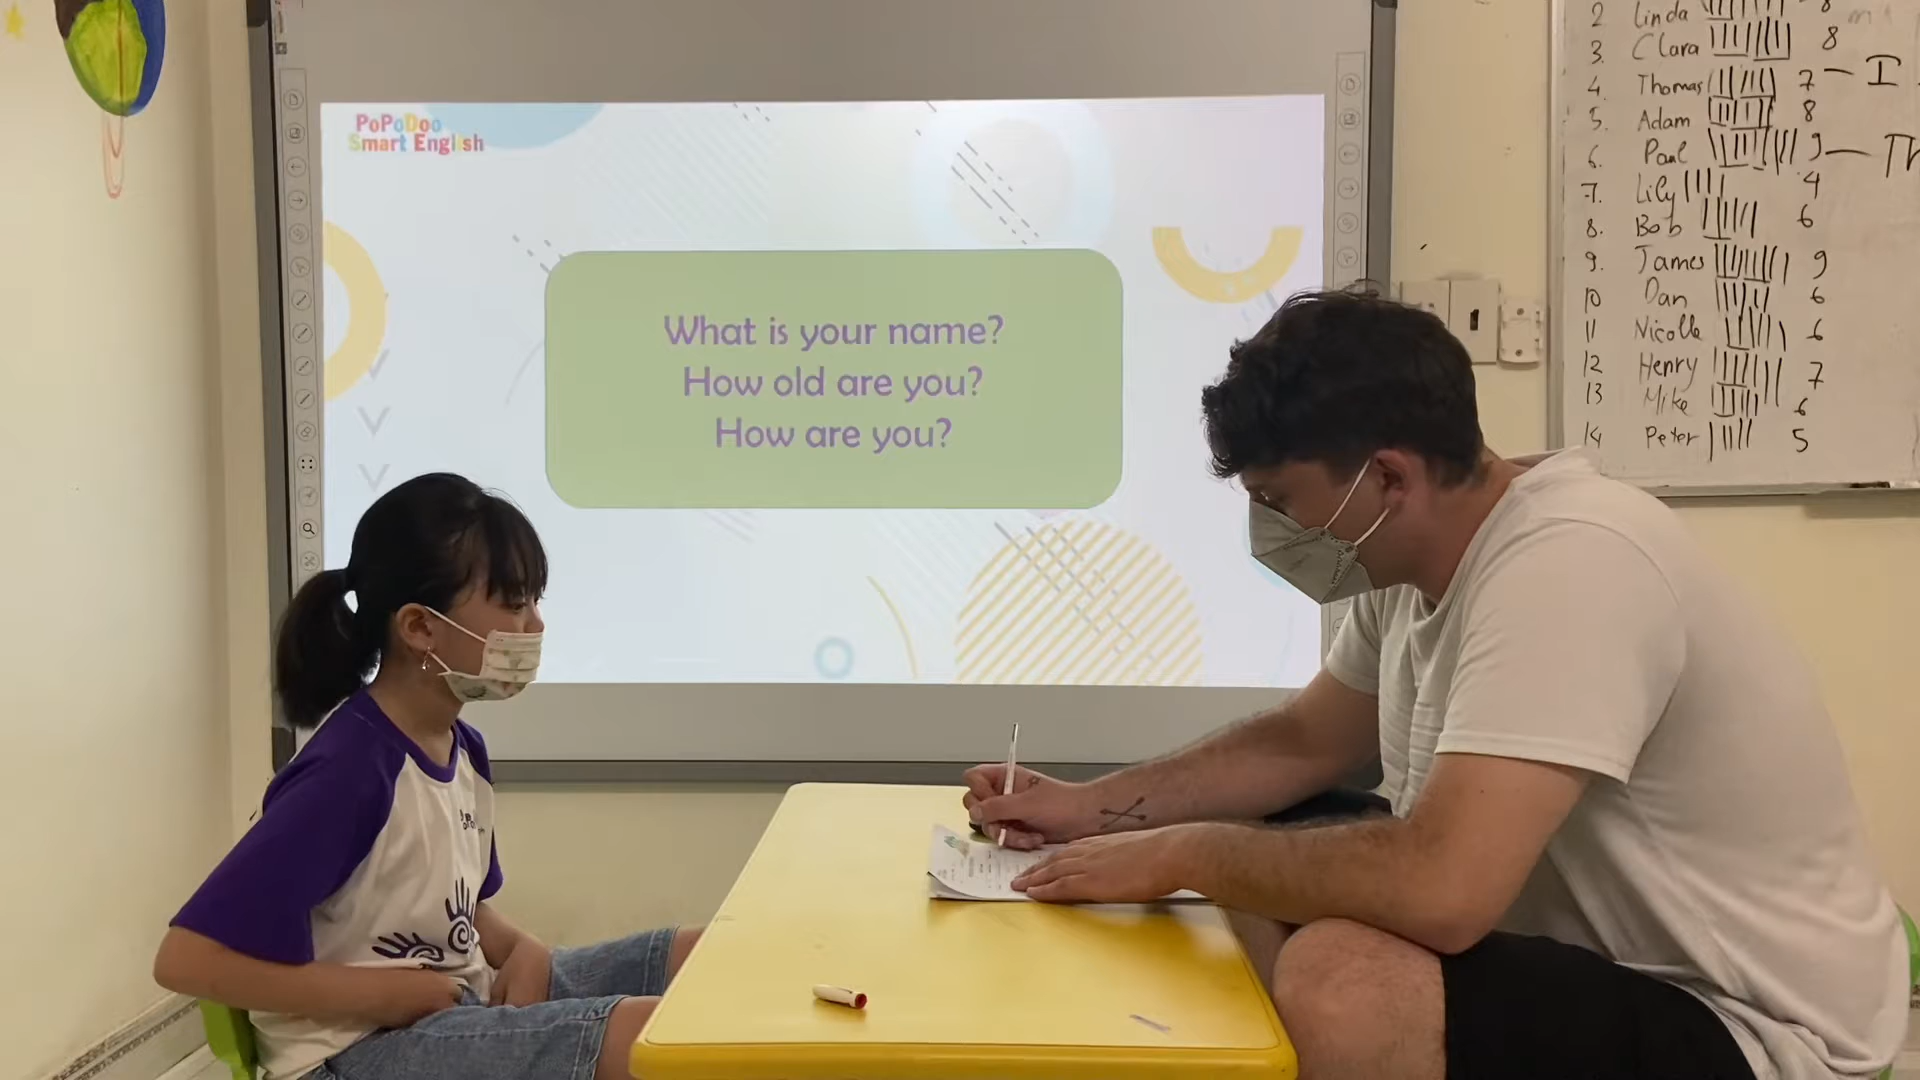 PoPoDoo
Smart English
What is your name?
How old are you?
How are you?
2 Linda 8
3. Clara 8
4. Thomas 7 — I
5. Adam 8
6. Paul 9 — Th
7. Lily 4
8. Bob 6
9. James 9
10 Dan 6
11 Nicolle 6
12 Henry 7
13 Mike 6
14 Peter 5